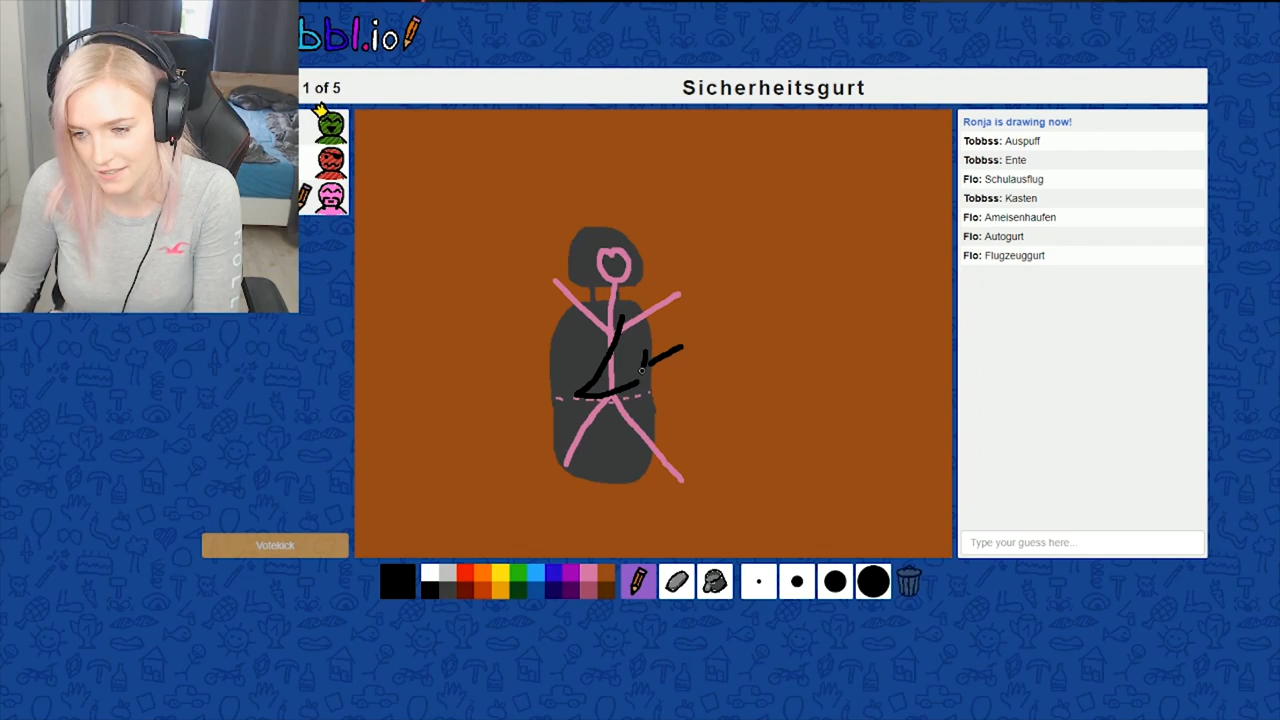 bbl.io
1 of 5
Sicherheitsgurt
Ronja is drawing now!
Tobbss: Auspuff
Tobbss: Ente
Flo: Schulausflug
Tobbss: Kasten
Flo: Ameisenhaufen
Flo: Autogurt
Flo: Flugzeuggurt
Votekick
Type your guess here...